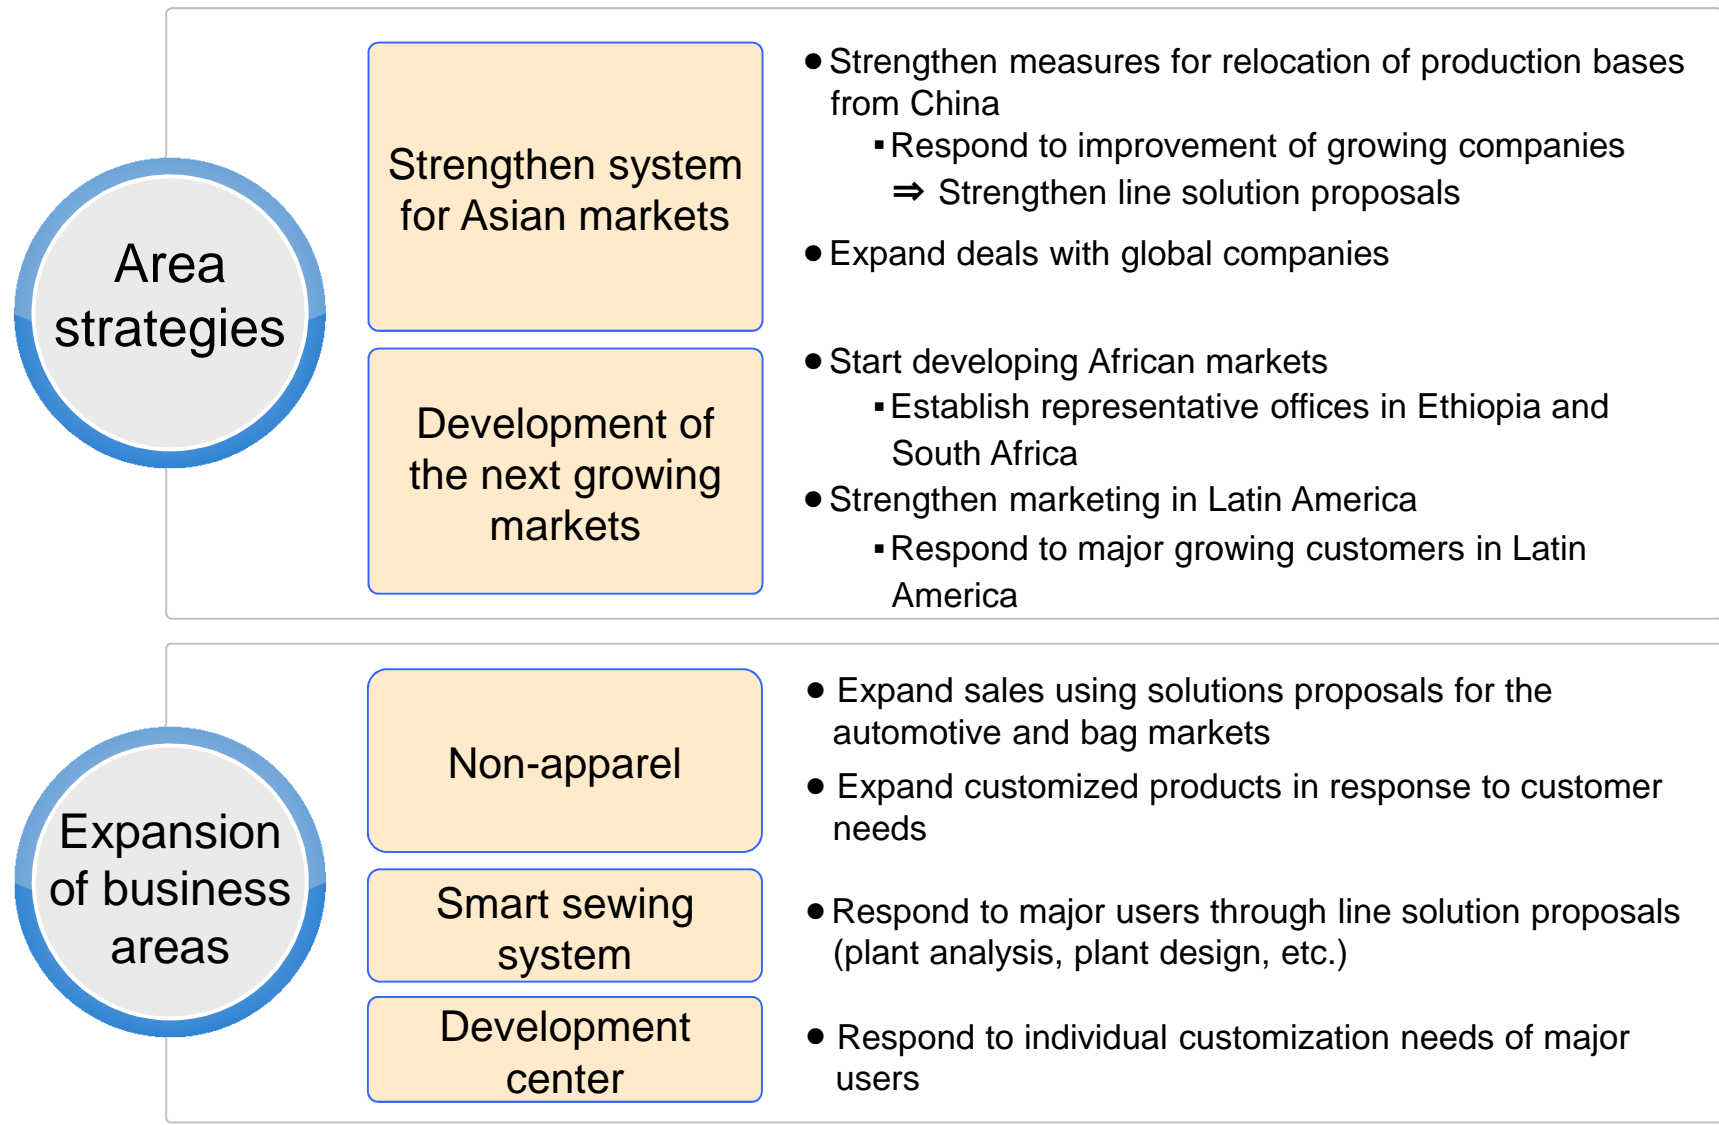 Area
strategies
Strengthen system
for Asian markets
●Strengthen measures for relocation of production bases
from China
▪Respond to improvement of growing companies
⇒ Strengthen line solution proposals
●Expand deals with global companies
Development of
the next growing
markets
●Start developing African markets
▪Establish representative offices in Ethiopia and
South Africa
●Strengthen marketing in Latin America
▪Respond to major growing customers in Latin
America
Expansion
of business
areas
Non-apparel
● Expand sales using solutions proposals for the
automotive and bag markets
● Expand customized products in response to customer
needs
Smart sewing
system
●Respond to major users through line solution proposals
(plant analysis, plant design, etc.)
Development
center
● Respond to individual customization needs of major
users